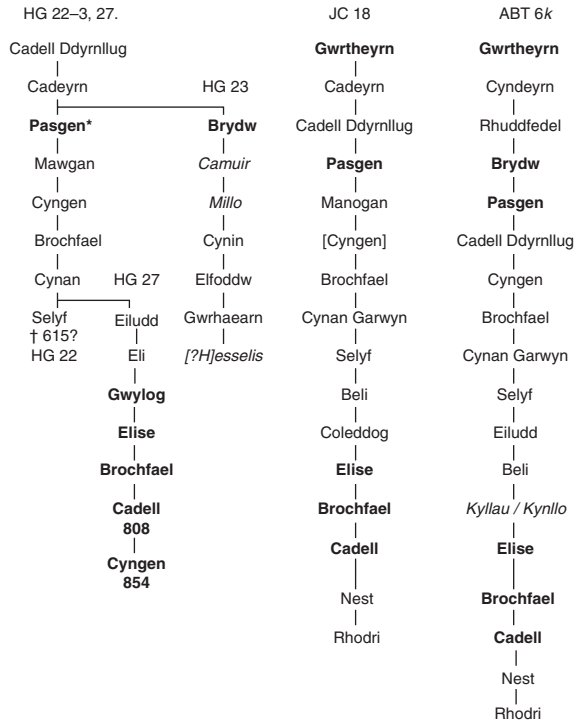 HG 22–3, 27.
Cadell Ddyrnllug
Cadeyrn
Pasgen*
Mawgan
Cyngen
Brochfael
Cynan
Selyf
† 615?
HG 22
HG 27
Eiludd
Eli
Gwylog
Elise
Brochfael
Cadell
808
Cyngen
854
HG 23
Brydw
Camuir
Millo
Cynin
Elfoddw
Gwrhaearn
[?H]esselis
JC 18
Gwrtheyrn
Cadeyrn
Cadell Ddyrnllug
Pasgen
Manogan
[Cyngen]
Brochfael
Cynan Garwyn
Selyf
Beli
Coleddog
Elise
Brochfael
Cadell
Nest
Rhodri
ABT 6k
Gwrtheyrn
Cyndeyrn
Rhuddfedel
Brydw
Pasgen
Cadell Ddyrnllug
Cyngen
Brochfael
Cynan Garwyn
Selyf
Eiludd
Beli
Kyllau / Kynllo
Elise
Brochfael
Cadell
Nest
Rhodri